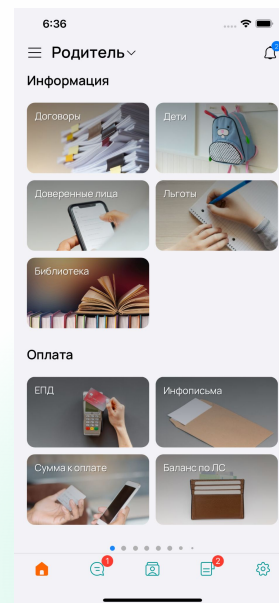 6:36
Родитель
2
Информация
Договоры
Дети
Доверенные лица
Льготы
Библиотека
Оплата
ЕПД
Инфописьма
Сумма к оплате
Баланс по ЛС
1
2